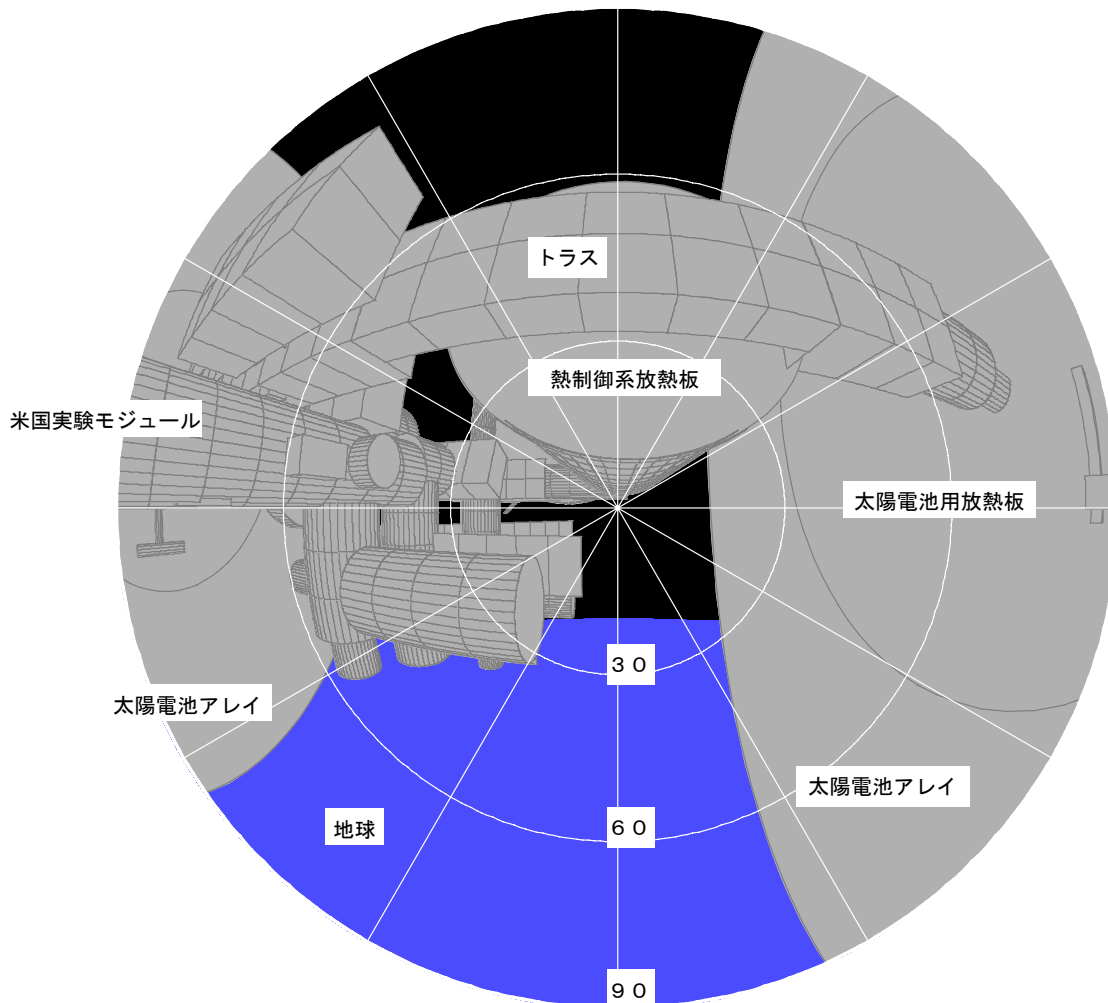 トラス
熱制御系放熱板
米国実験モジュール
太陽電池用放熱板
３０
太陽電池アレイ
太陽電池アレイ
地球
６０
９０